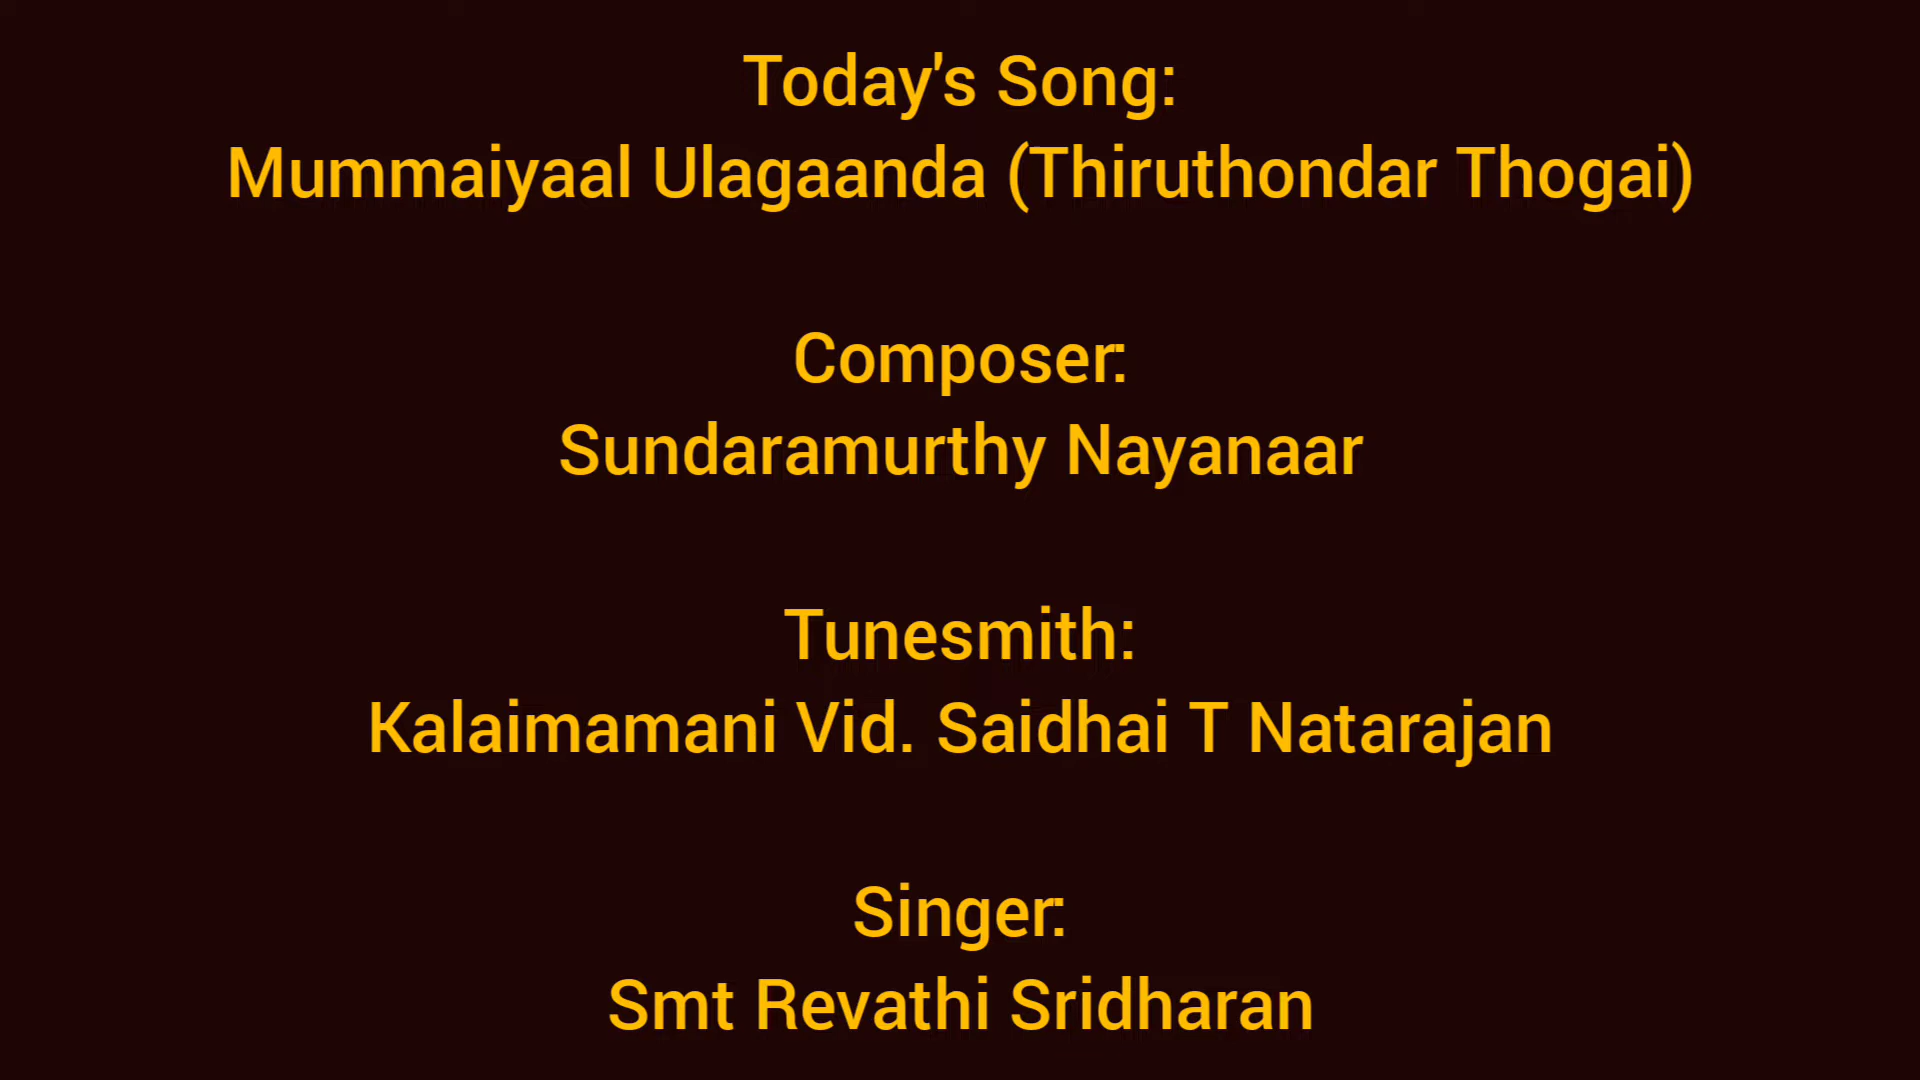 Today's Song:
Mummaiyaal Ulagaanda (Thiruthondar Thogai)
Composer:
Sundaramurthy Nayanaar
Tunesmith:
Kalaimamani Vid. Saidhai T Natarajan
Singer:
Smt Revathi Sridharan